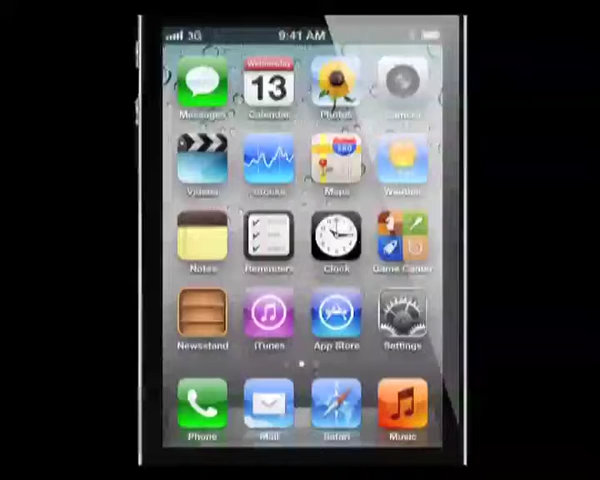 3G 9:41 AM
Wednesday
13
Messages Calendar Photos Camera
280
Videos Stocks Maps Weather
Notes Reminders Clock Game Center
Newsstand iTunes App Store Settings
Phone Mail Safari Music